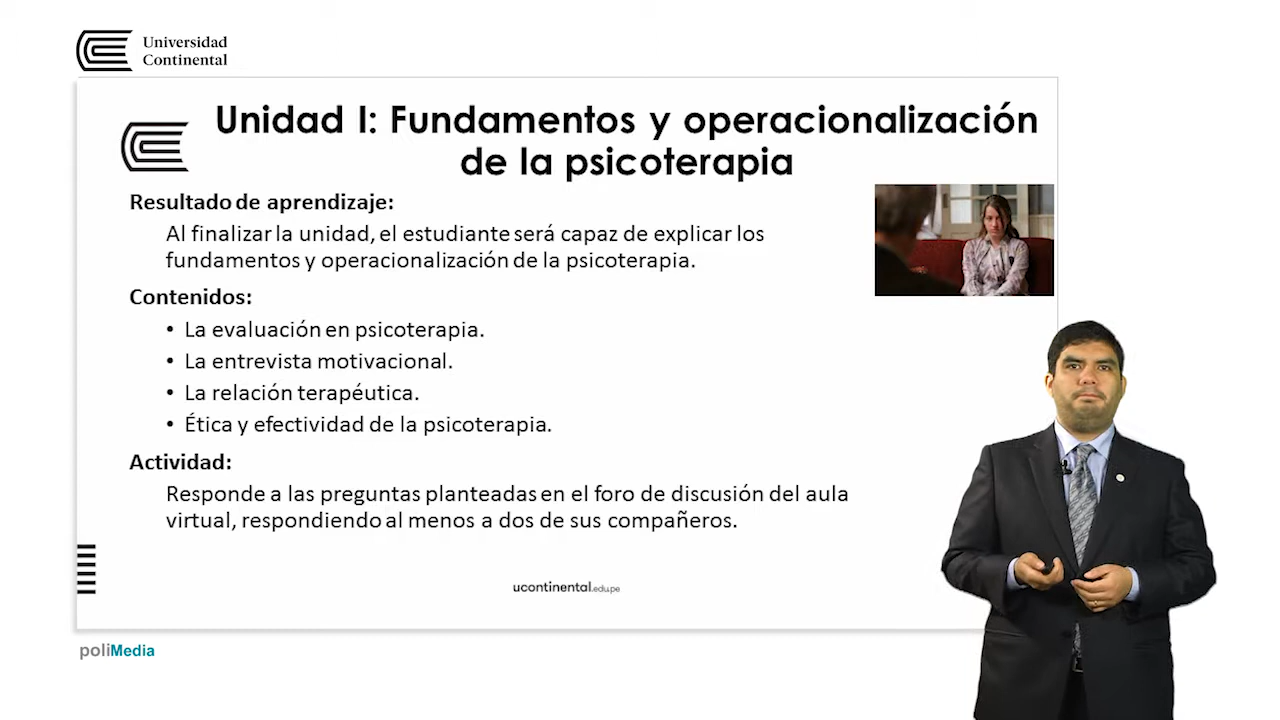 Universidad
Continental
Unidad I: Fundamentos y operacionalización
de la psicoterapia
Resultado de aprendizaje:
Al finalizar la unidad, el estudiante será capaz de explicar los
fundamentos y operacionalización de la psicoterapia.
Contenidos:
• La evaluación en psicoterapia.
• La entrevista motivacional.
• La relación terapéutica.
• Ética y efectividad de la psicoterapia.
Actividad:
Responde a las preguntas planteadas en el foro de discusión del aula
virtual, respondiendo al menos a dos de sus compañeros.
ucontinental.edu.pe
poliMedia